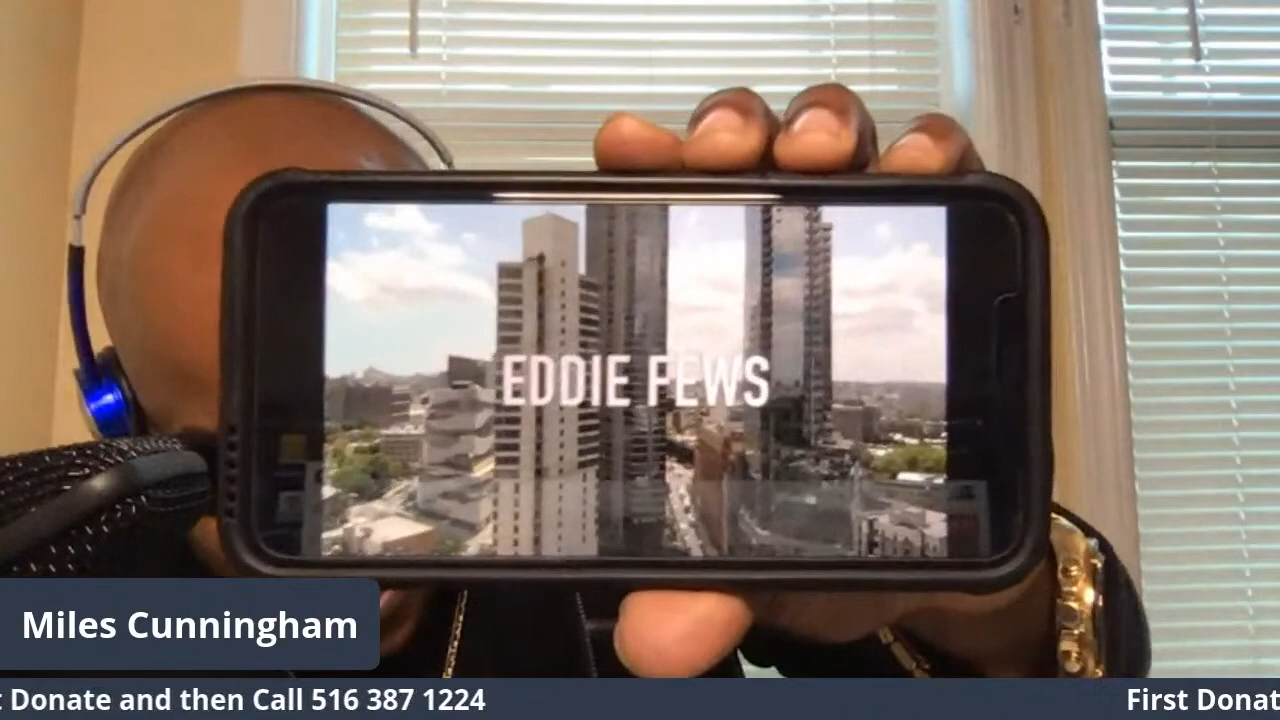 EDDIE FEWS
Miles Cunningham
t Donate and then Call 516 387 1224
First Donat